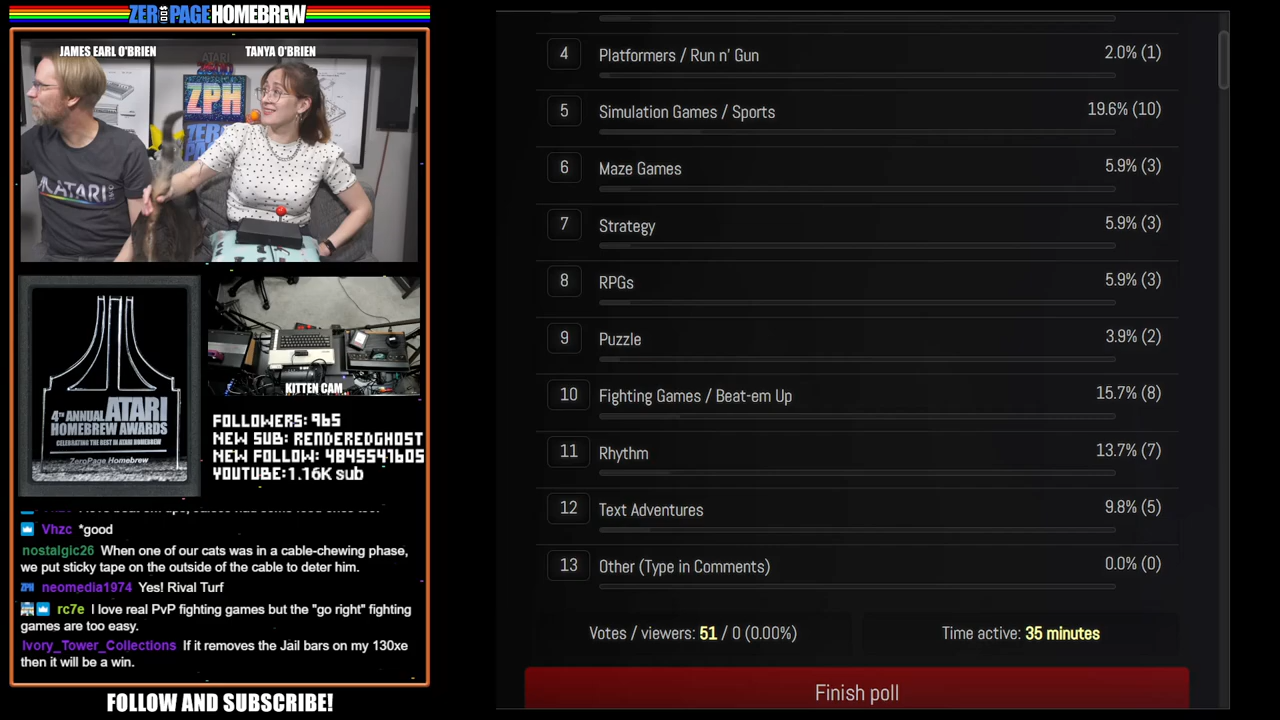 ZEROPAGE HOMEBREW
JAMES EARL O'BRIEN
TANYA O'BRIEN
ATARI
ZPH
ZERO
ATARI
4TH ANNUAL ATARI
HOMEBREW AWARDS
CELEBRATING THE BEST IN ATARI HOMEBREW
ZeroPage Homebrew
KITTEN CAM
FOLLOWERS: 965
NEW SUB: RENDEREDGHOST
NEW FOLLOW: 4845541605
YOUTUBE: 1.16K sub
Vhzc *good
nostalgic26 When one of our cats was in a cable-chewing phase,
we put sticky tape on the outside of the cable to deter him.
neomedia1974 Yes! Rival Turf
rc7e I love real PvP fighting games but the "go right" fighting
games are too easy.
Ivory_Tower_Collections If it removes the Jail bars on my 130xe
then it will be a win.
FOLLOW AND SUBSCRIBE!
4 Platformers / Run n' Gun 2.0% (1)
5 Simulation Games / Sports 19.6% (10)
6 Maze Games 5.9% (3)
7 Strategy 5.9% (3)
8 RPGs 5.9% (3)
9 Puzzle 3.9% (2)
10 Fighting Games / Beat-em Up 15.7% (8)
11 Rhythm 13.7% (7)
12 Text Adventures 9.8% (5)
13 Other (Type in Comments) 0.0% (0)
Votes / viewers: 51 / 0 (0.00%)
Time active: 35 minutes
Finish poll